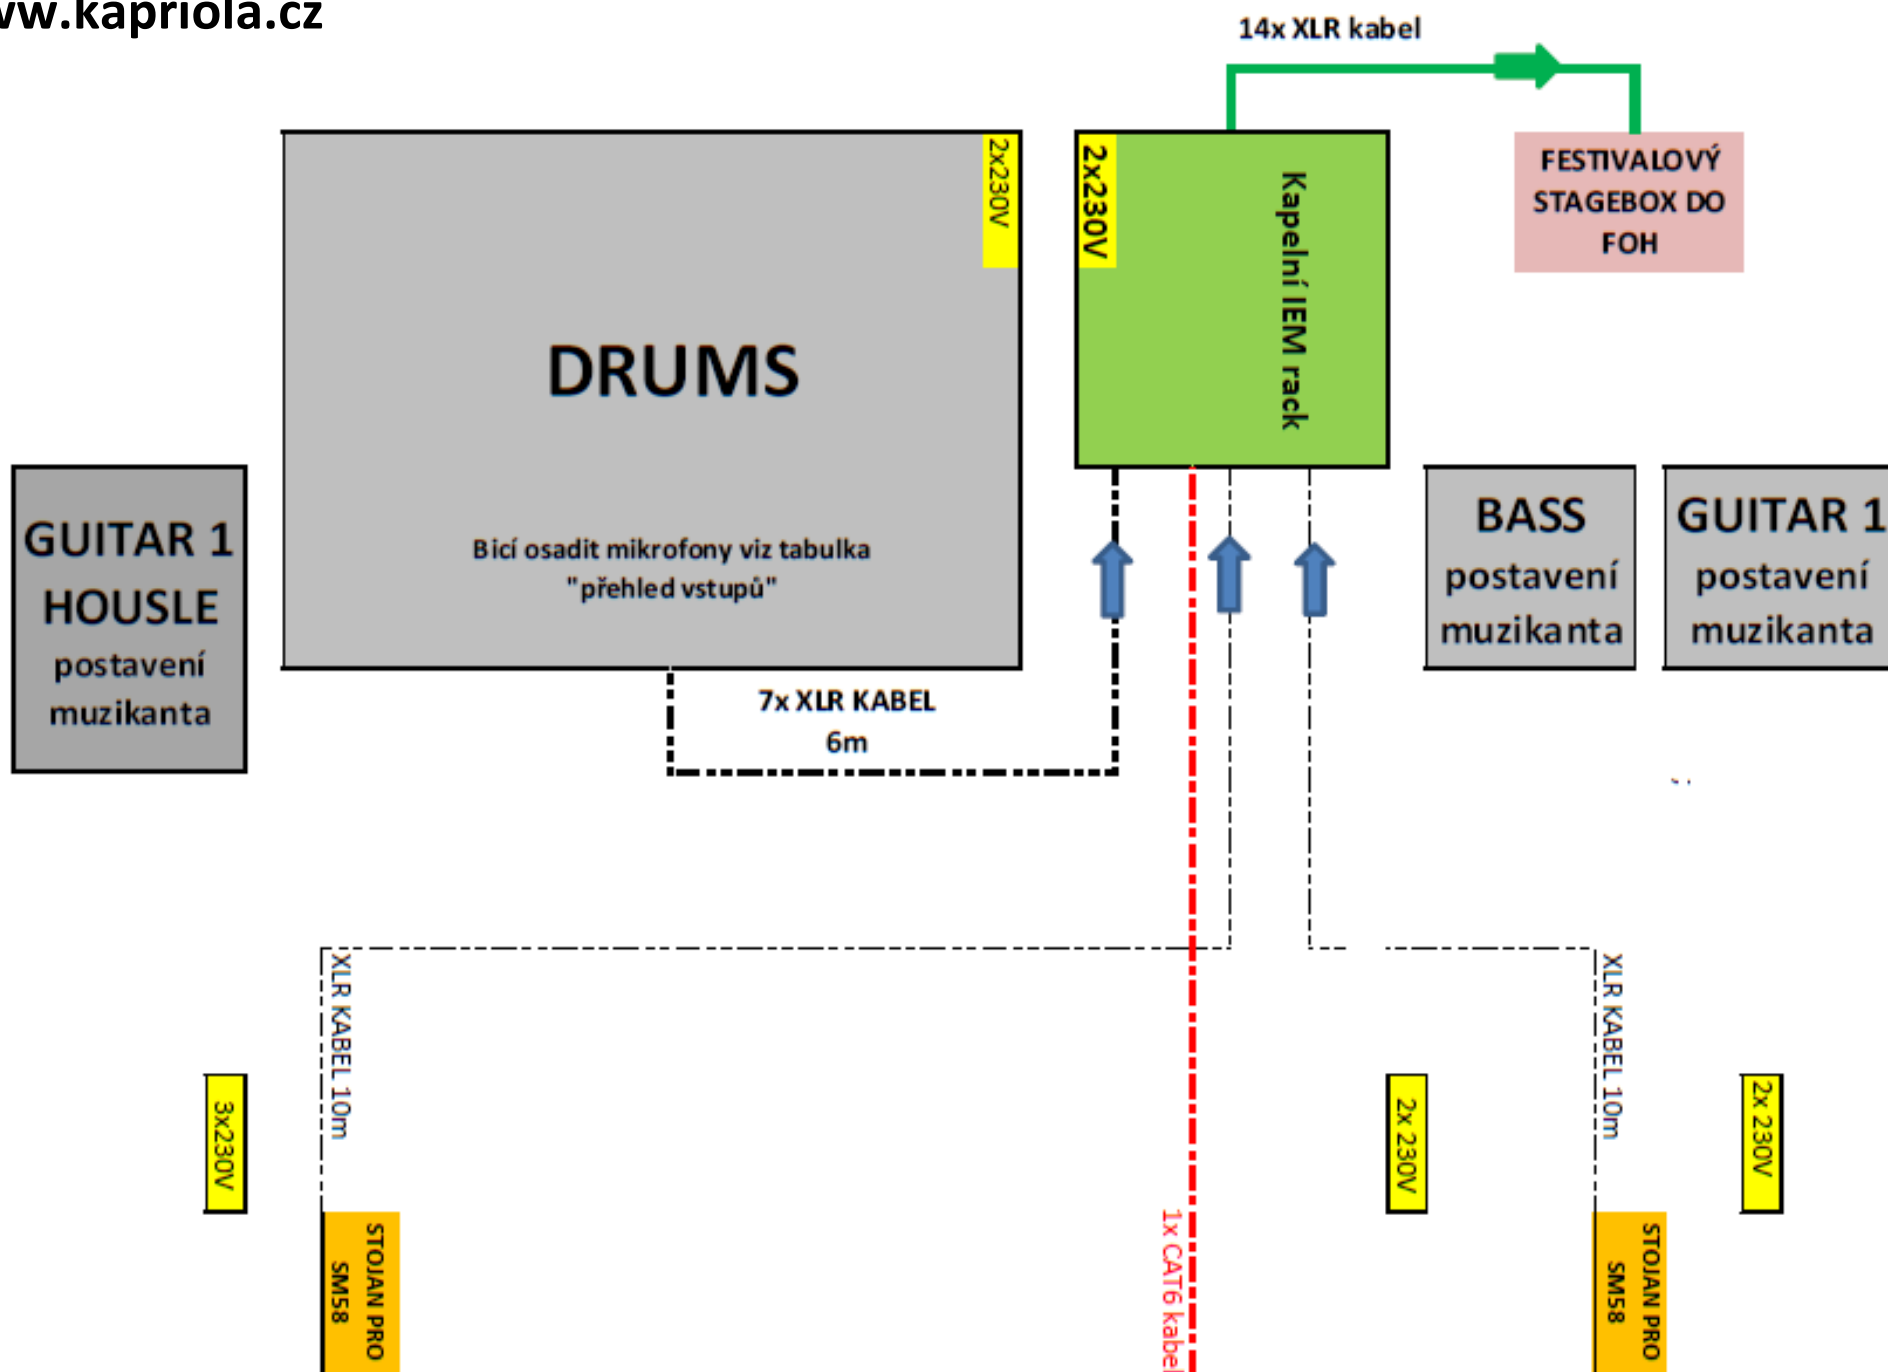 ww.kapriola.cz
14x XLR kabel
2x230V
2x230V
Kapelní IEM rack
FESTIVALOVÝ
STAGEBOX DO
FOH
DRUMS
Bicí osadit mikrofony viz tabulka
"přehled vstupů"
GUITAR 1
HOUSLE
postavení
muzikanta
BASS
postavení
muzikanta
GUITAR 1
postavení
muzikanta
7x XLR KABEL
6m
XLR KABEL 10m
XLR KABEL 10m
3x230V
2x 230V
2x 230V
STOJAN PRO
SM58
1x CAT6 kabel
STOJAN PRO
SM58